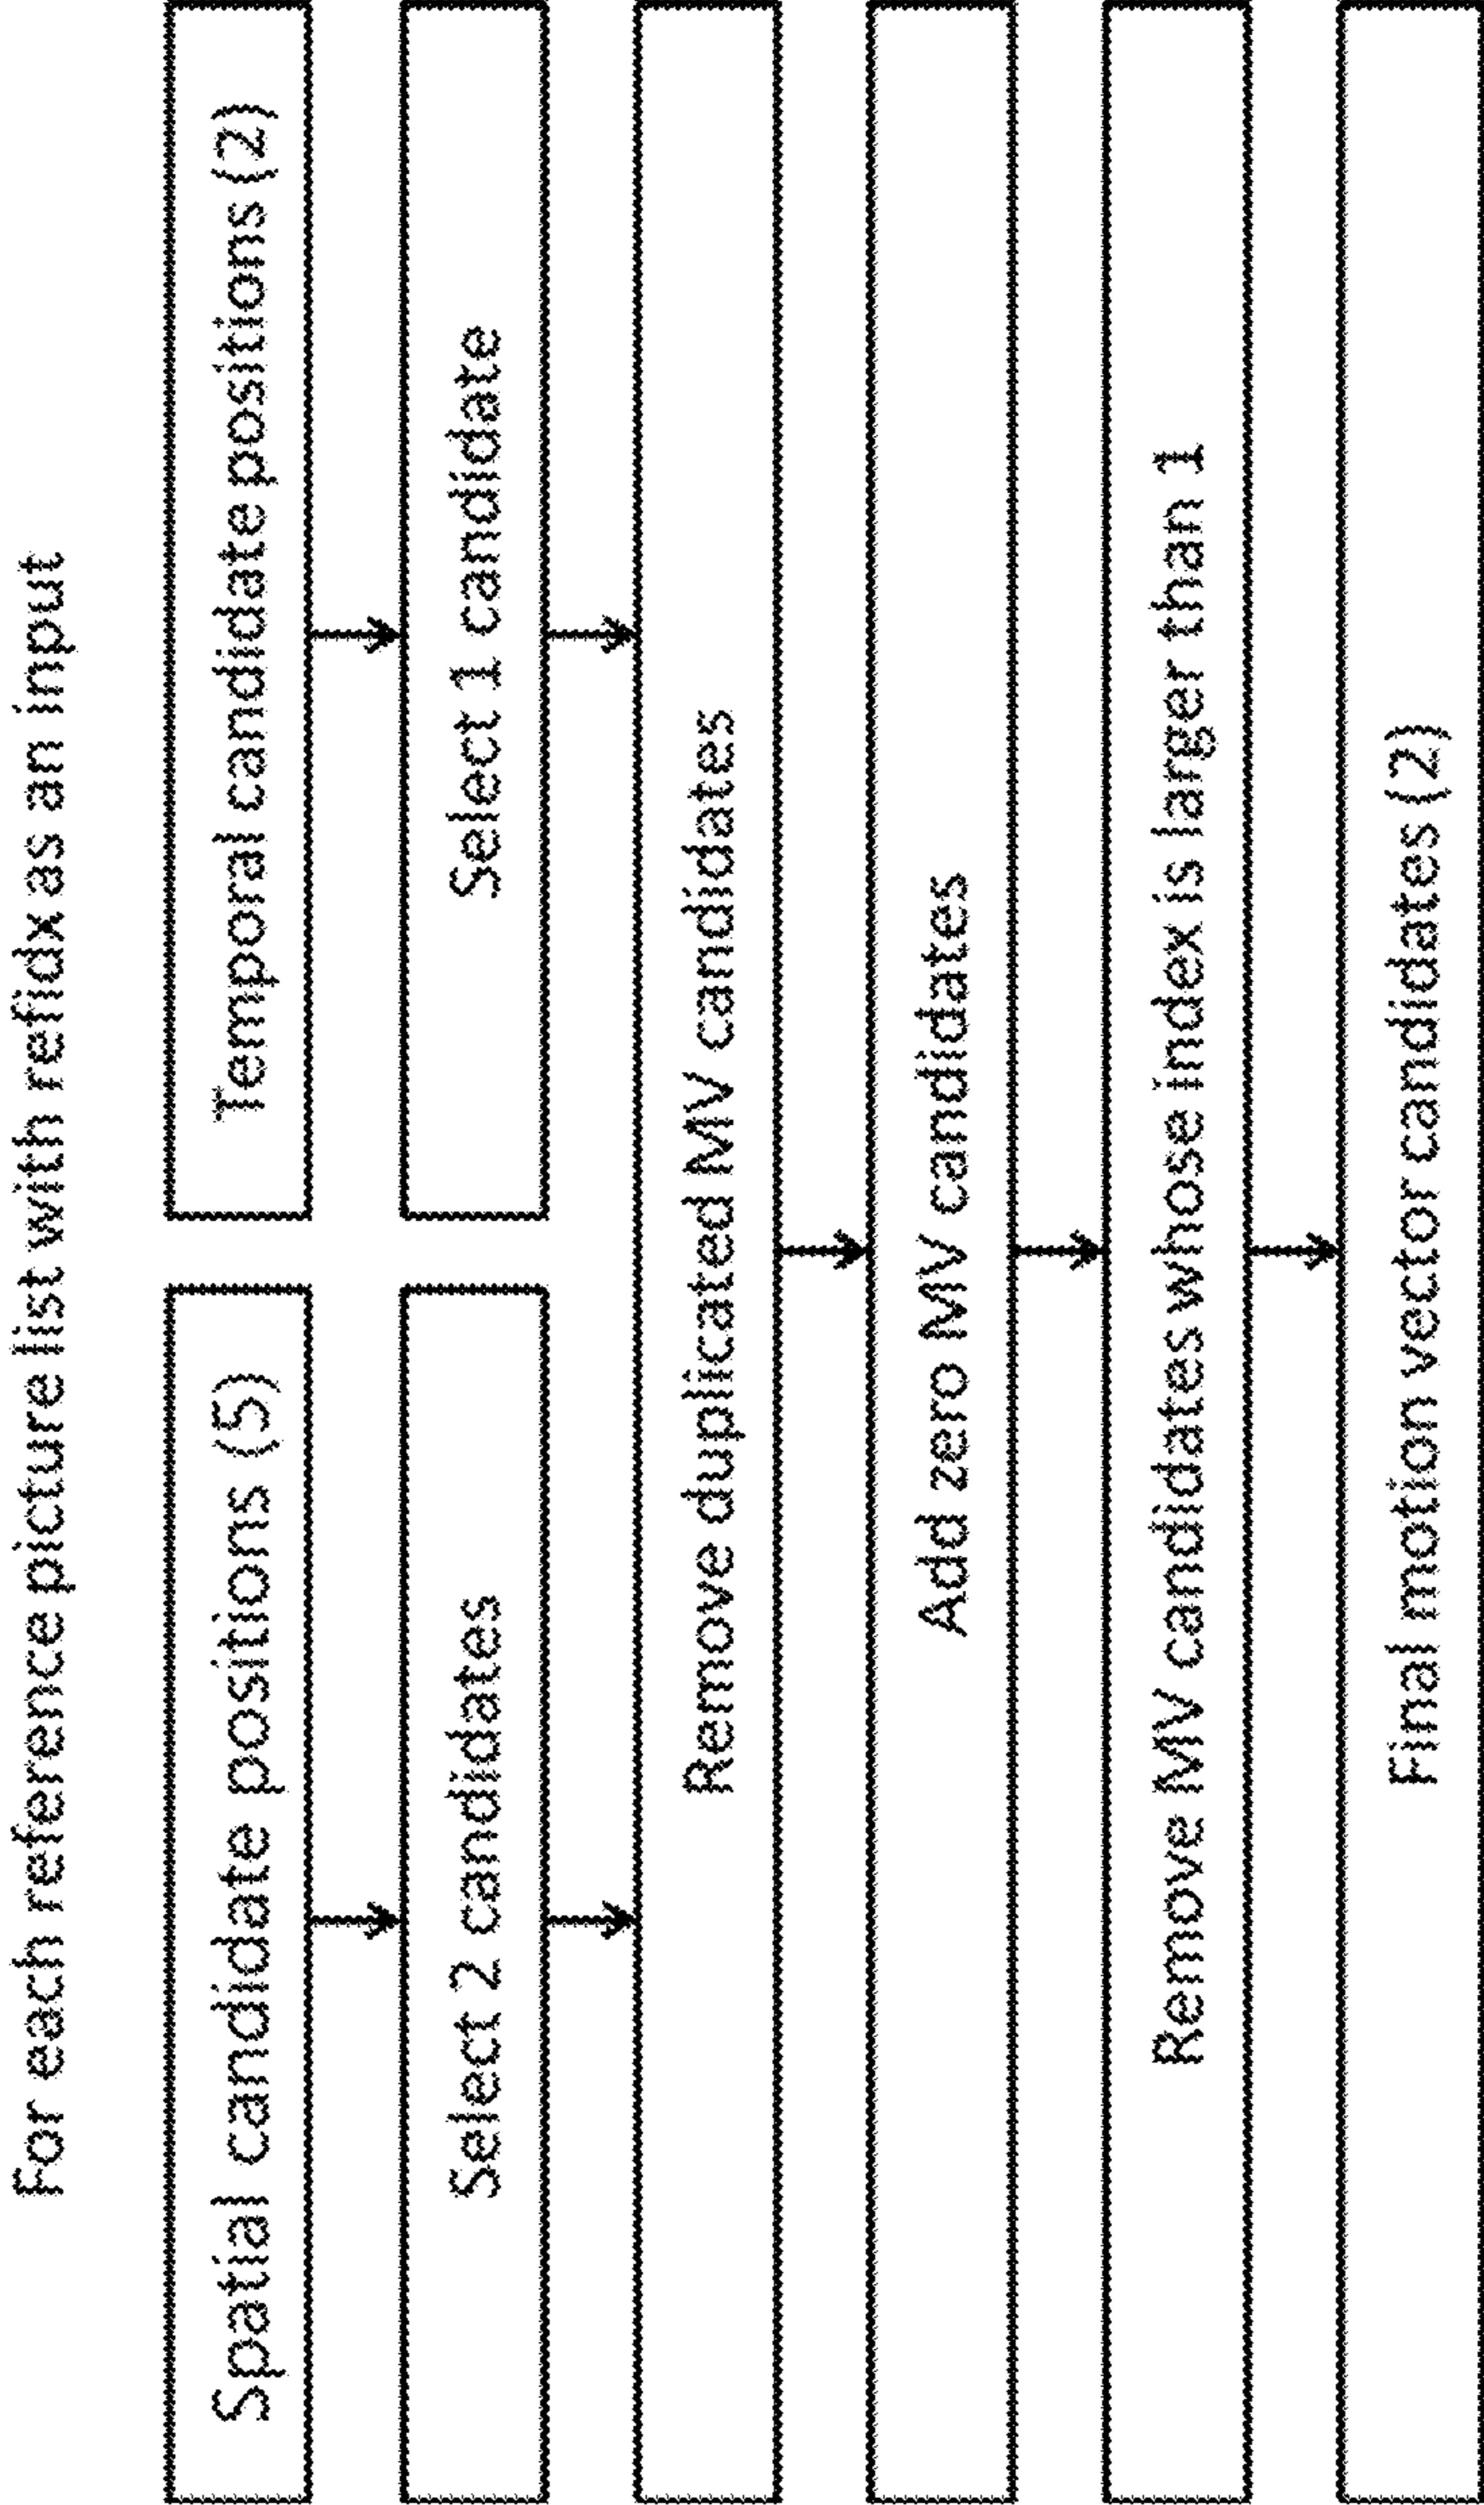 For each reference picture list with refidx as an input
Spatial candidate positions (5)
Temporal candidate positions (2)
Select 2 candidates
Select 1 candidate
Remove duplicated MV candidates
Add zero MV candidates
Remove MV candidates whose index is larger than 1
Final motion vector candidates (2)